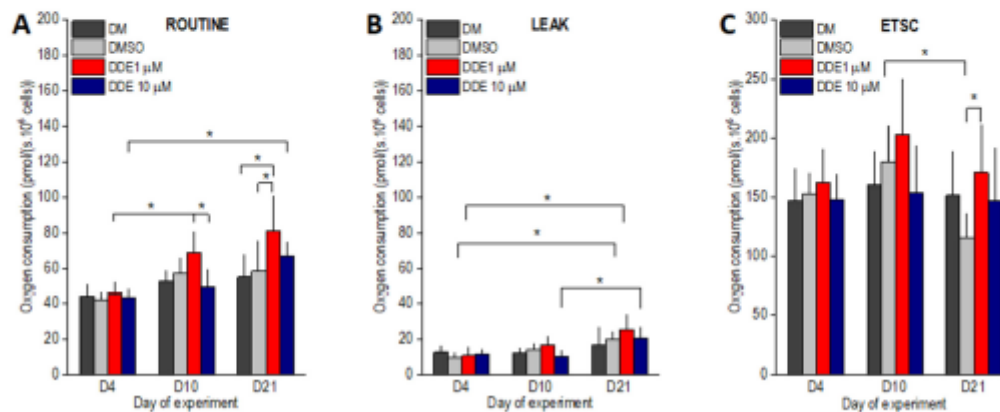 A
ROUTINE
DM
DMSO
DDE1 μM
DDE 10 μM
Oxygen consumption (pmol/(s.10⁶ cells))
200
180
160
140
120
100
80
60
40
20
0
*
*
*
*
*
D4
D10
D21
Day of experiment
B
LEAK
DM
DMSO
DDE1 μM
DDE 10 μM
Oxygen consumption (pmol/(s.10⁶ cells))
200
180
160
140
120
100
80
60
40
20
0
*
*
*
D4
D10
D21
Day of experiment
C
ETSC
DM
DMSO
DDE1 μM
DDE 10 μM
Oxygen consumption (pmol/(s.10⁶ cells))
300
250
200
150
100
50
0
*
*
D4
D10
D21
Day of experiment